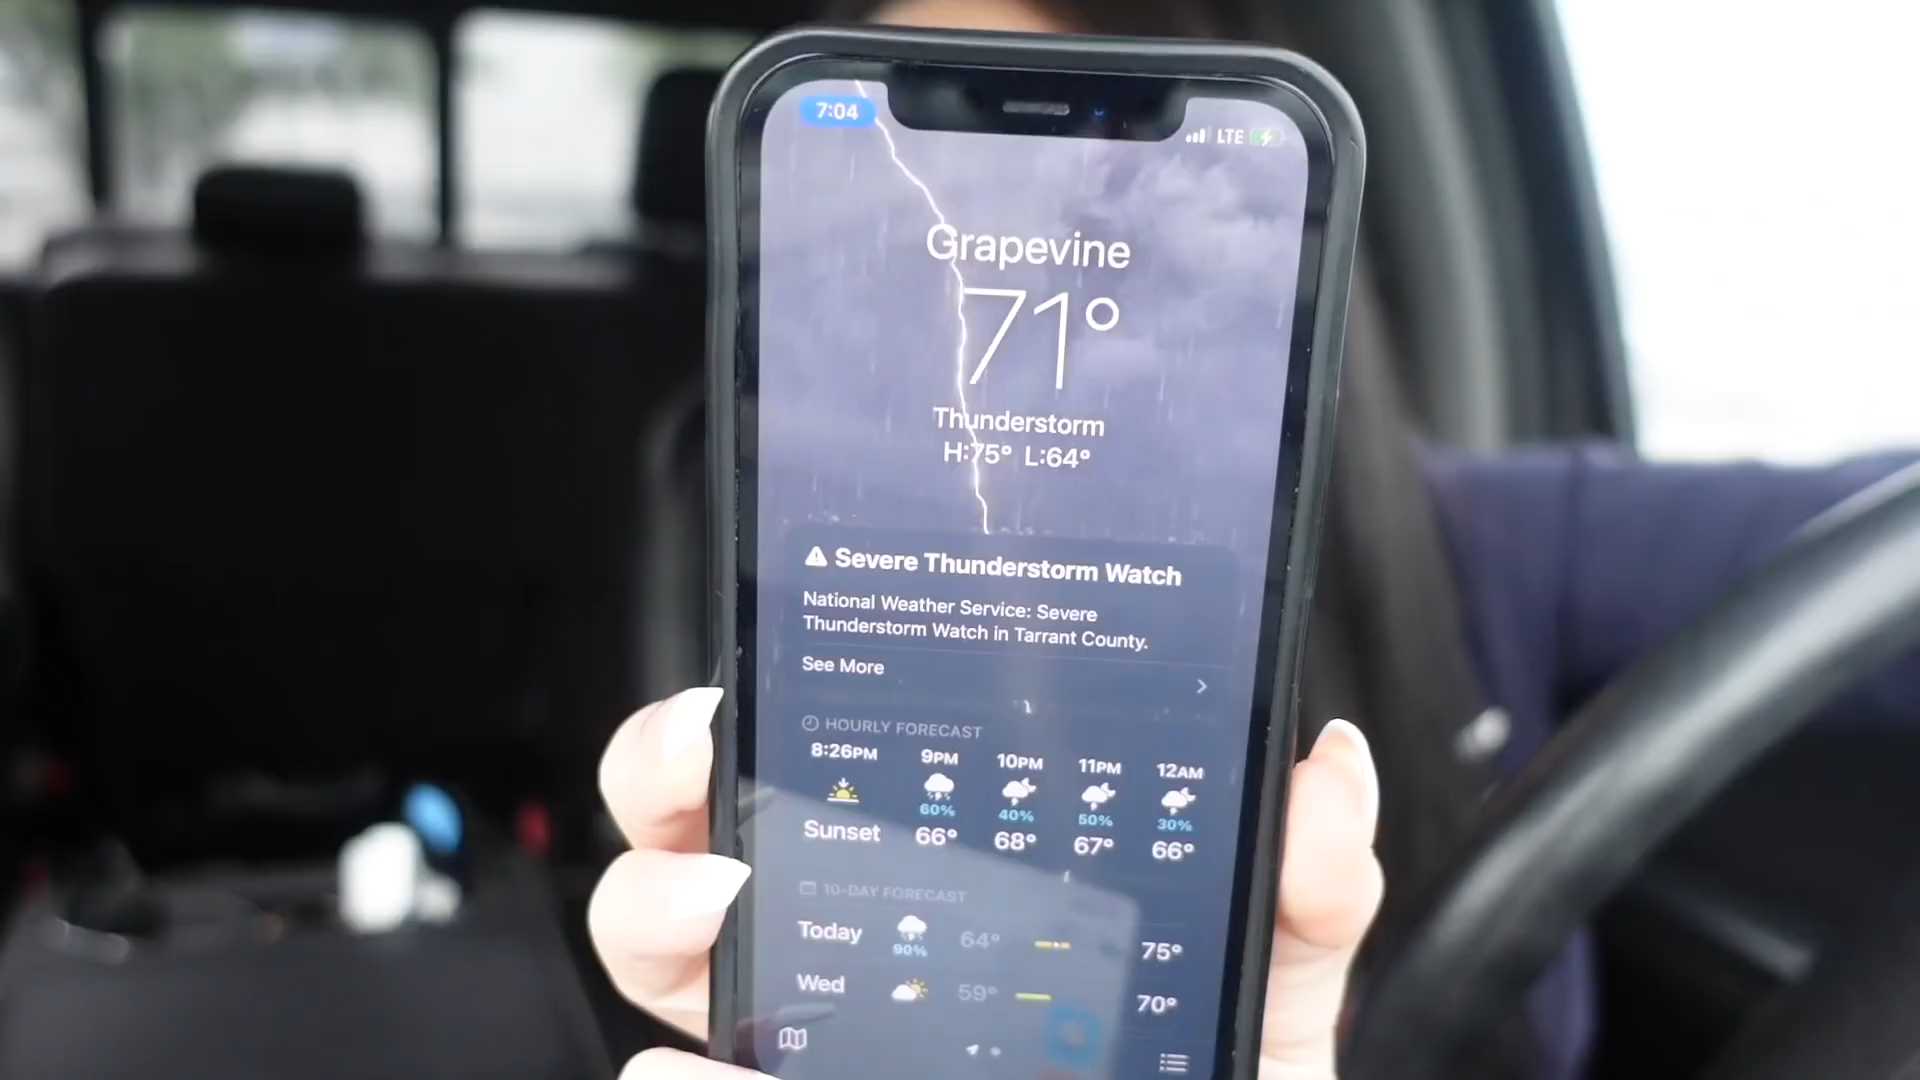 7:04
LTE
Grapevine
71°
Thunderstorm
H:75° L:64°
Severe Thunderstorm Watch
National Weather Service: Severe
Thunderstorm Watch in Tarrant County.
See More
HOURLY FORECAST
8:26PM 9PM 10PM 11PM 12AM
60% 40% 50% 30%
Sunset 66° 68° 67° 66°
10-DAY FORECAST
Today 64° 75°
90%
Wed 59° 70°